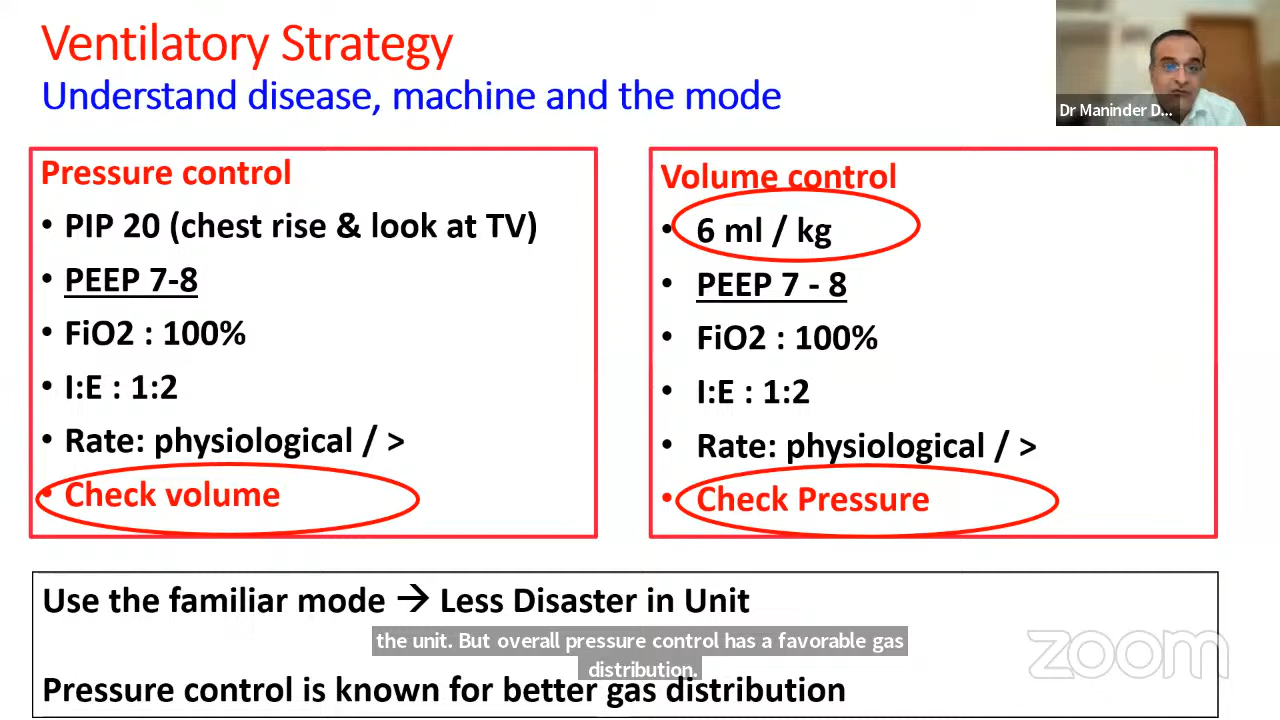 Ventilatory Strategy
Understand disease, machine and the mode
Dr Maninder D...
Pressure control
• PIP 20 (chest rise & look at TV)
• PEEP 7-8
• FiO2 : 100%
• I:E : 1:2
• Rate: physiological / >
• Check volume
Volume control
• 6 ml / kg
• PEEP 7 - 8
• FiO2 : 100%
• I:E : 1:2
• Rate: physiological / >
• Check Pressure
Use the familiar mode → Less Disaster in Unit
the unit. But overall pressure control has a favorable gas
distribution.
zoom
Pressure control is known for better gas distribution